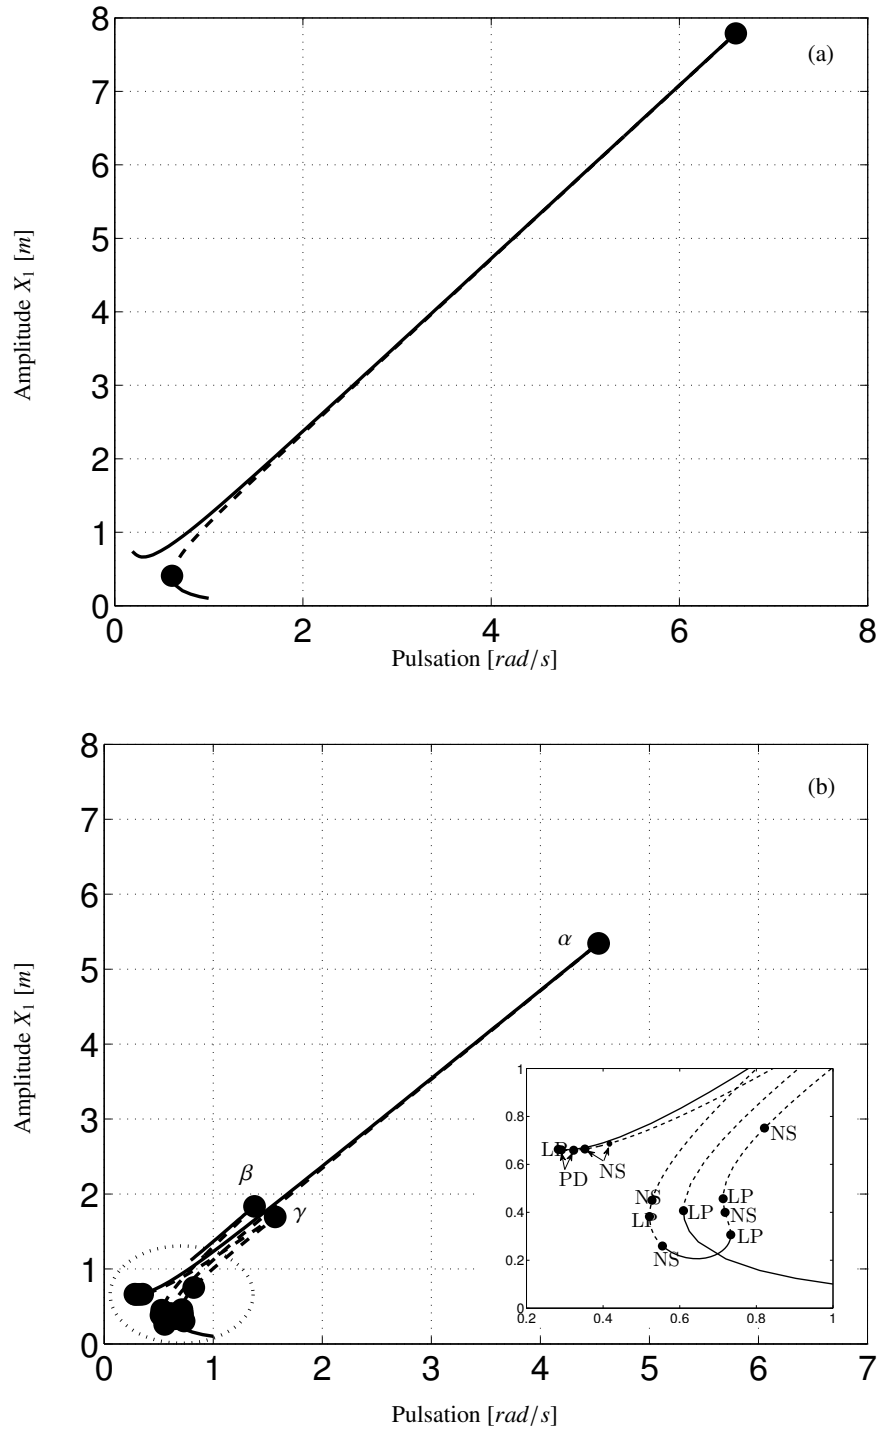 8
(a)
7
6
5
Amplitude X₁ [m]
4
3
2
1
0
0 2 4 6 8
Pulsation [rad/s]
8
(b)
7
6
5
α
Amplitude X₁ [m]
4
3
2
β
γ
1
0
0 1 2 3 4 5 6 7
Pulsation [rad/s]
1
0.8
0.6
0.4
0.2
0
0.2 0.4 0.6 0.8 1
NS
LP
PD
NS
NS
LP
LP
LP
NS
LP
NS